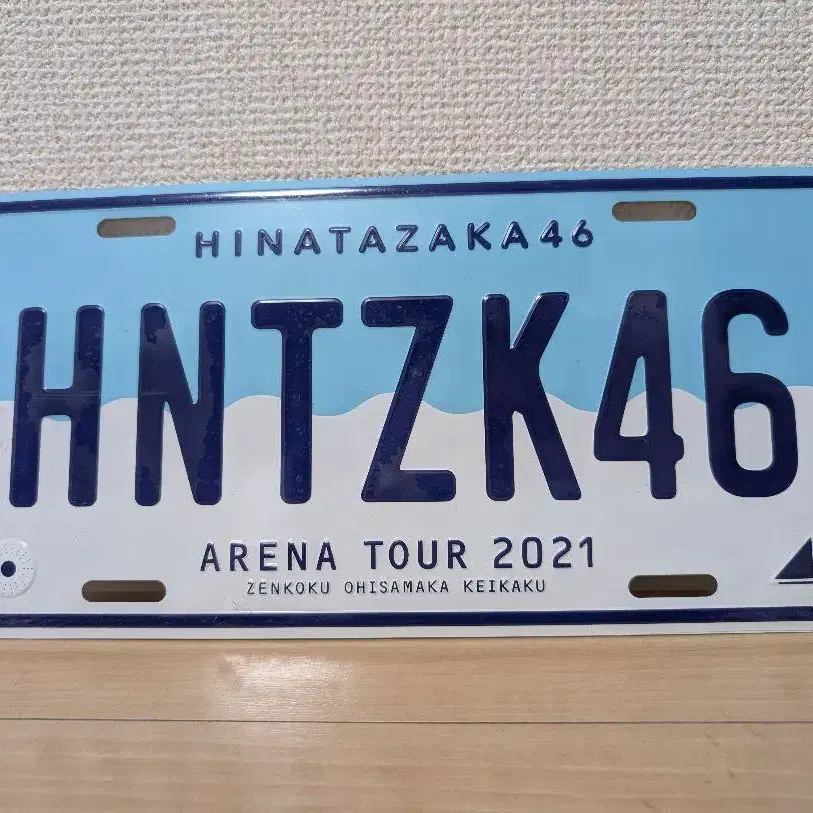 HINATAZAKA46
HNTZK46
ARENA TOUR 2021
ZENKOKU OHISAMAKA KEIKAKU